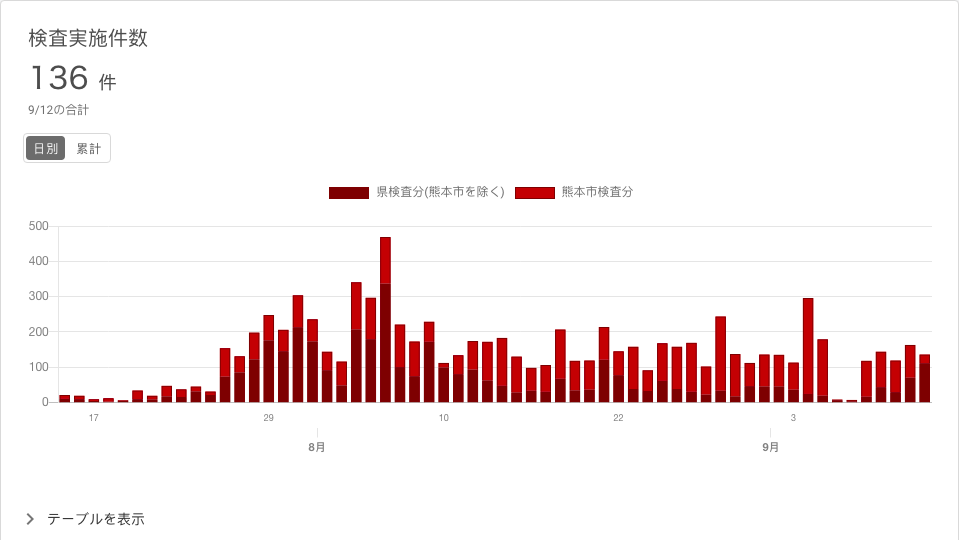 検査実施件数
136 件
9/12の合計
日別 累計
県検査分(熊本市を除く) 熊本市検査分
500
400
300
200
100
0
17 29 10 22 3
8月 9月
テーブルを表示